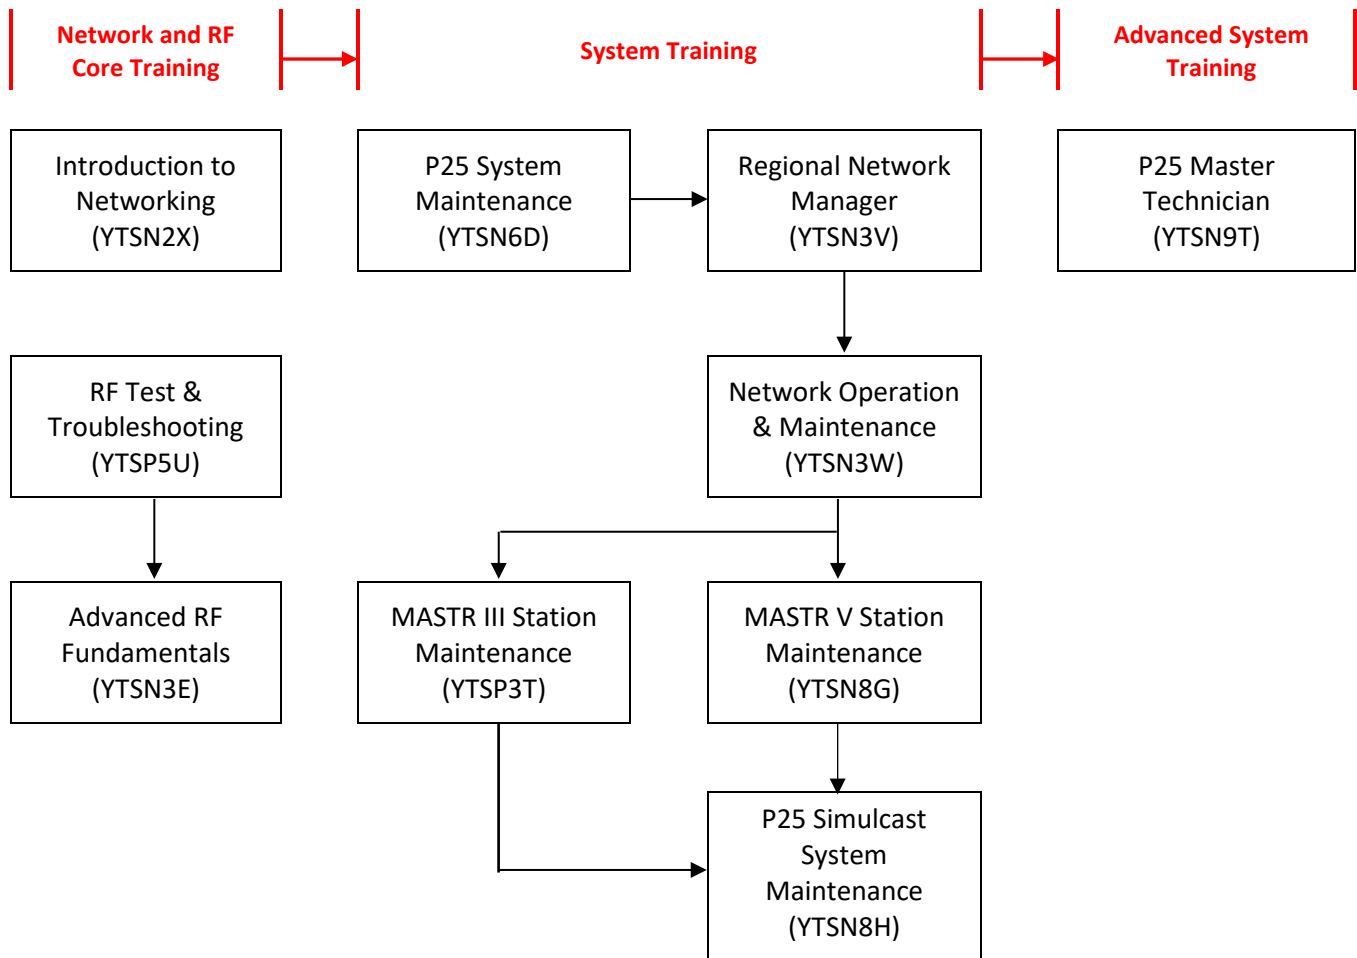 Network and RF
Core Training
System Training
Advanced System
Training
Introduction to
Networking
(YTSN2X)
P25 System
Maintenance
(YTSN6D)
Regional Network
Manager
(YTSN3V)
P25 Master
Technician
(YTSN9T)
RF Test &
Troubleshooting
(YTSP5U)
Network Operation
& Maintenance
(YTSN3W)
Advanced RF
Fundamentals
(YTSN3E)
MASTR III Station
Maintenance
(YTSP3T)
MASTR V Station
Maintenance
(YTSN8G)
P25 Simulcast
System
Maintenance
(YTSN8H)